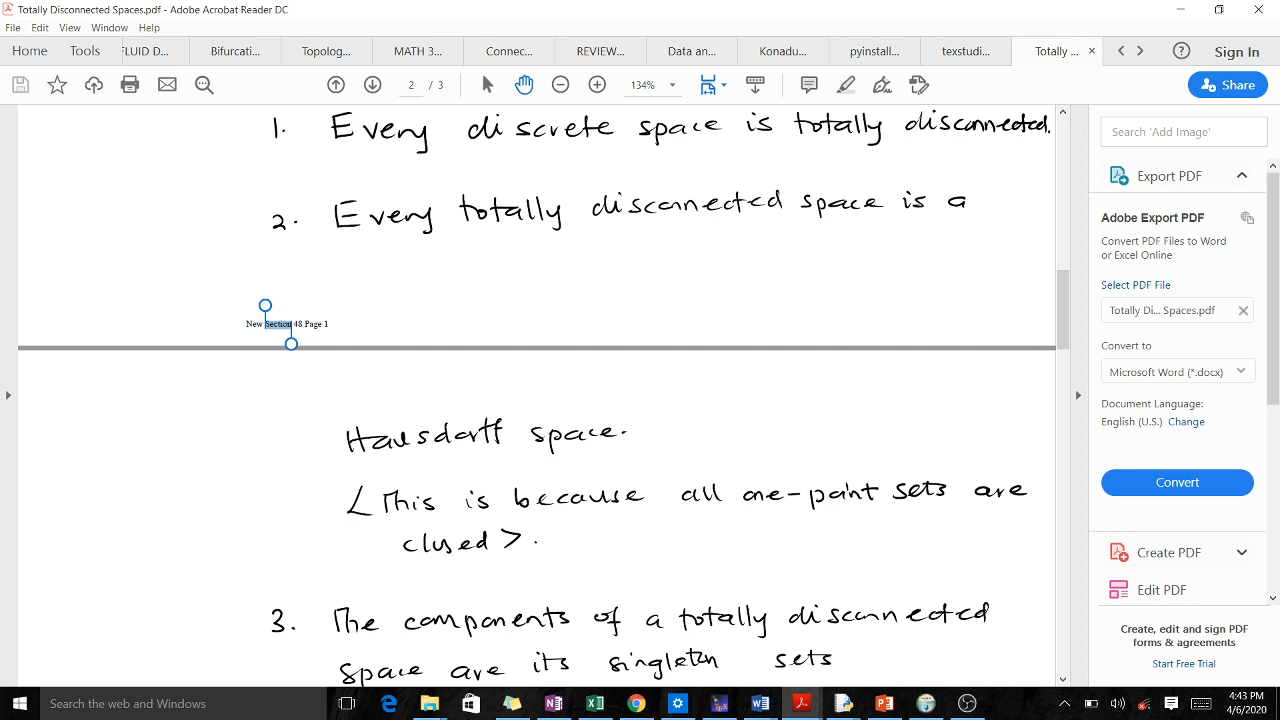 Totally Disconnected Spaces.pdf - Adobe Acrobat Reader DC
File Edit View Window Help
Home Tools FLUID D... Bifurcati... Topolog... MATH 3... Connec... REVIEW... Data an... Konadu... pyinstall... texstudi... Totally ... × Sign In
2 / 3 134% Share
1. Every discrete space is totally disconnected.
2. Every totally disconnected space is a
New Section 48 Page 1
Hausdorff space.
< This is because all one-point sets are
closed > .
3. The components of a totally disconnected
space are its singleton sets
Search 'Add Image'
Export PDF
Adobe Export PDF
Convert PDF Files to Word
or Excel Online
Select PDF File
Totally Di... Spaces.pdf
Convert to
Microsoft Word (*.docx)
Document Language:
English (U.S.) Change
Convert
Create PDF
Edit PDF
Create, edit and sign PDF
forms & agreements
Start Free Trial
Search the web and Windows
4:43 PM
4/6/2020